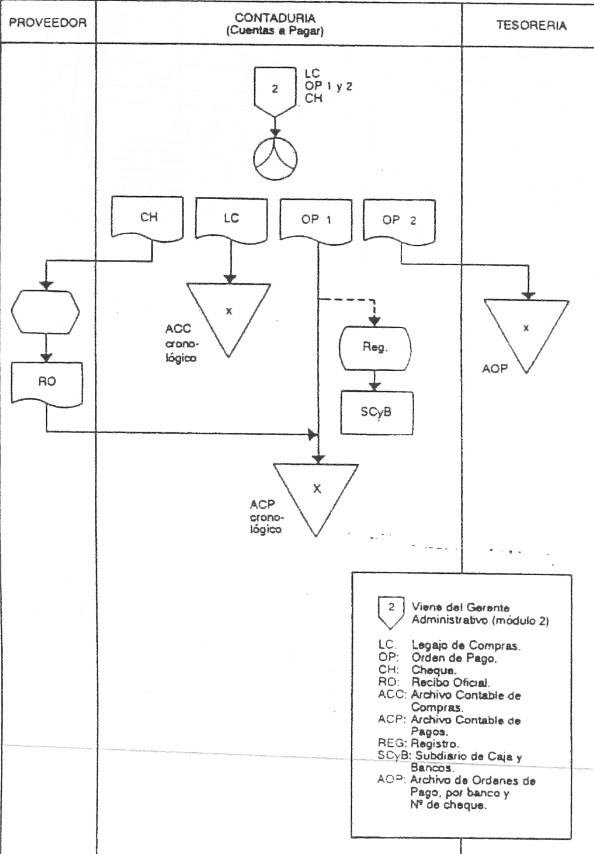 PROVEEDOR
CONTADURIA
(Cuentas a Pagar)
TESORERIA
2
LC
OP 1 y 2
CH
CH
LC
OP 1
OP 2
x
ACC
crono-
lógico
Reg.
x
AOP
RO
SCyB
X
ACP
crono-
lógico
2 Viene del Gerente
Administrativo (módulo 2)
LC. Legajo de Compras.
OP: Orden de Pago.
CH: Cheque.
RO: Recibo Oficial.
ACC: Archivo Contable de
Compras.
ACP: Archivo Contable de
Pagos.
REG: Registro.
SCyB: Subdiario de Caja y
Bancos.
AOP: Archivo de Ordenes de
Pago, por banco y
Nº de cheque.